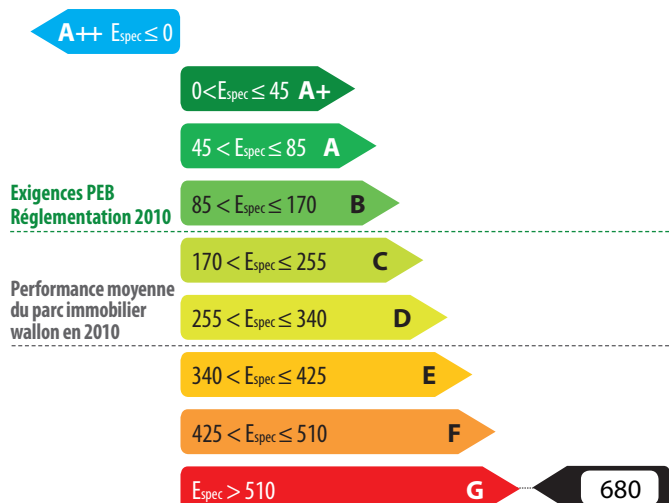 A++ Espec ≤ 0
0<Espec ≤ 45 A+
45 < Espec ≤ 85 A
Exigences PEB
Réglementation 2010
85 < Espec ≤ 170 B
170 < Espec ≤ 255 C
Performance moyenne
du parc immobilier
wallon en 2010
255 < Espec ≤ 340 D
340 < Espec ≤ 425 E
425 < Espec ≤ 510 F
Espec > 510 G
680